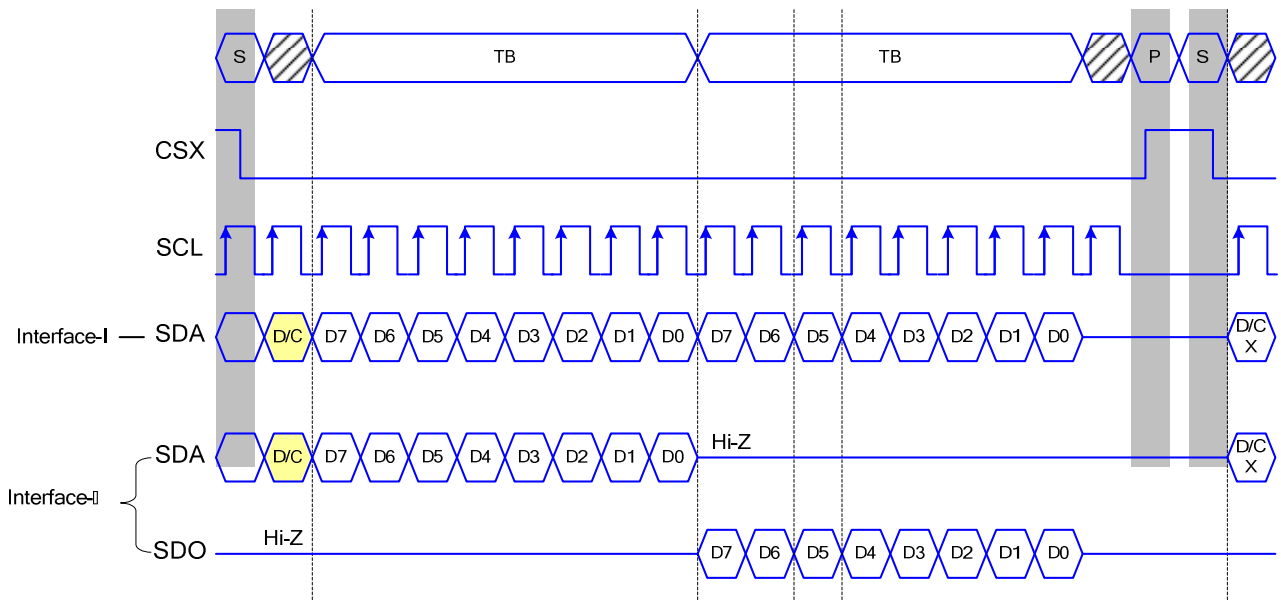 S TB TB P S
CSX
SCL
Interface-I SDA D/C D7 D6 D5 D4 D3 D2 D1 D0 D7 D6 D5 D4 D3 D2 D1 D0 D/C
X
SDA D/C D7 D6 D5 D4 D3 D2 D1 D0 Hi-Z D/C
X
Interface-▯
SDO Hi-Z D7 D6 D5 D4 D3 D2 D1 D0